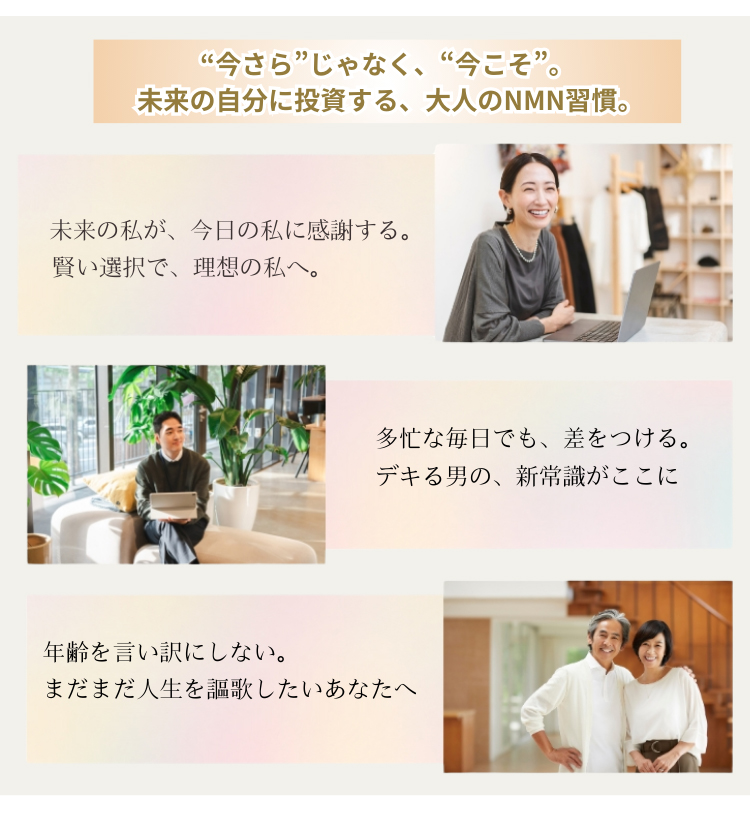 “今さら”じゃなく、“今こそ”。
未来の自分に投資する、大人のNMN習慣。
未来の私が、今日の私に感謝する。
賢い選択で、理想の私へ。
多忙な毎日でも、差をつける。
デキる男の、新常識がここに
年齢を言い訳にしない。
まだまだ人生を謳歌したいあなたへ